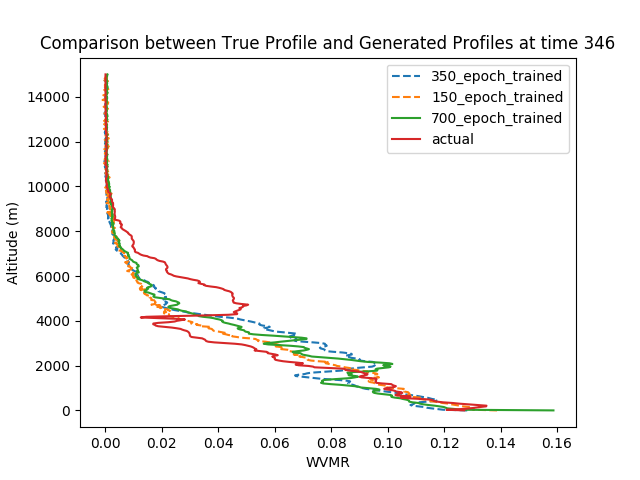 Comparison between True Profile and Generated Profiles at time 346
350_epoch_trained
150_epoch_trained
700_epoch_trained
actual
Altitude (m)
14000
12000
10000
8000
6000
4000
2000
0
0.00 0.02 0.04 0.06 0.08 0.10 0.12 0.14 0.16
WVMR